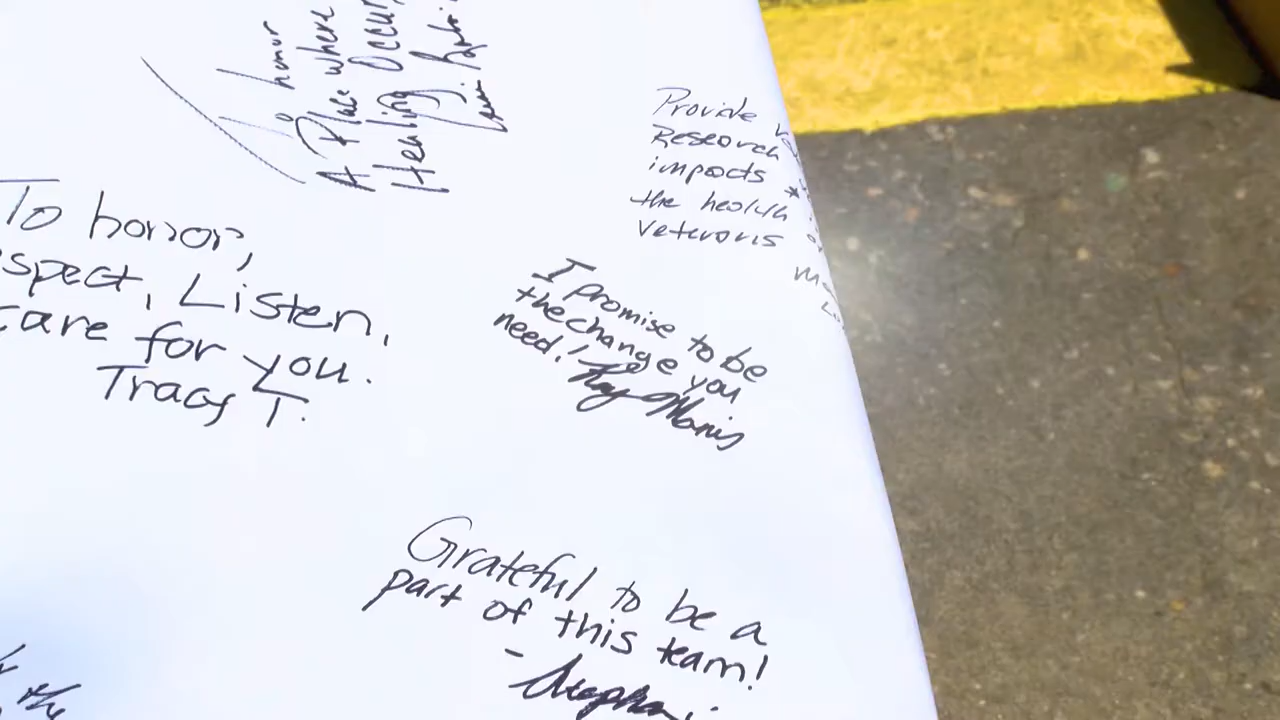 To honor
A Place where
Healing Occur
Provide
Research
impacts
the health
veterans
To honor,
spect, Listen,
care for you.
Tracy T.
I promise to be
the change you
need!
Grateful to be a
part of this team!